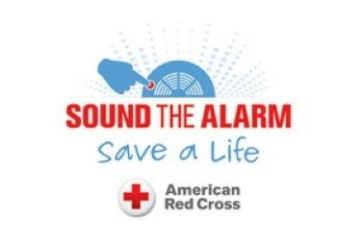 SOUND THE ALARM
Save a Life
American
Red Cross